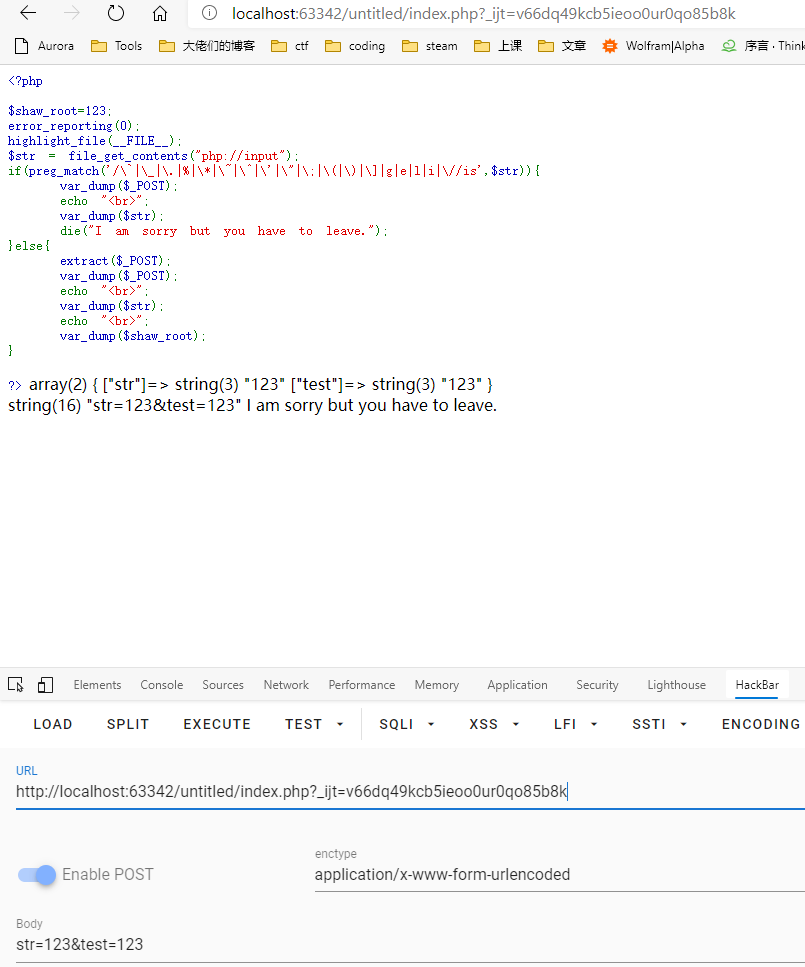 localhost:63342/untitled/index.php?_ijt=v66dq49kcb5ieoo0ur0qo85b8k
Aurora Tools 大佬们的博客 ctf coding steam 上课 文章 Wolfram|Alpha 序言 · Think
<?php
$shaw_root=123;
error_reporting(0);
highlight_file(__FILE__);
$str = file_get_contents("php://input");
if(preg_match('/\`|\_|\.|%|\*|\~|\^|\'|\"|\;|\(|\)|\]|g|e|l|i|\//is',$str)){
var_dump($_POST);
echo "<br>";
var_dump($str);
die("I am sorry but you have to leave.");
}else{
extract($_POST);
var_dump($_POST);
echo "<br>";
var_dump($str);
echo "<br>";
var_dump($shaw_root);
}
?> array(2) { ["str"]=> string(3) "123" ["test"]=> string(3) "123" }
string(16) "str=123&test=123" I am sorry but you have to leave.
Elements Console Sources Network Performance Memory Application Security Lighthouse HackBar
LOAD SPLIT EXECUTE TEST SQLI XSS LFI SSTI ENCODING
URL
http://localhost:63342/untitled/index.php?_ijt=v66dq49kcb5ieoo0ur0qo85b8k
Enable POST
enctype
application/x-www-form-urlencoded
Body
str=123&test=123